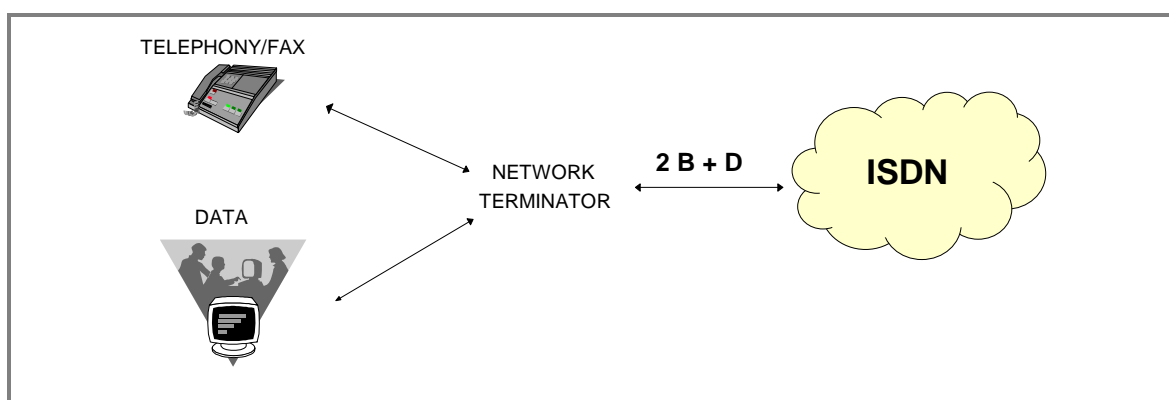 TELEPHONY/FAX
DATA
NETWORK
TERMINATOR
2 B + D
ISDN